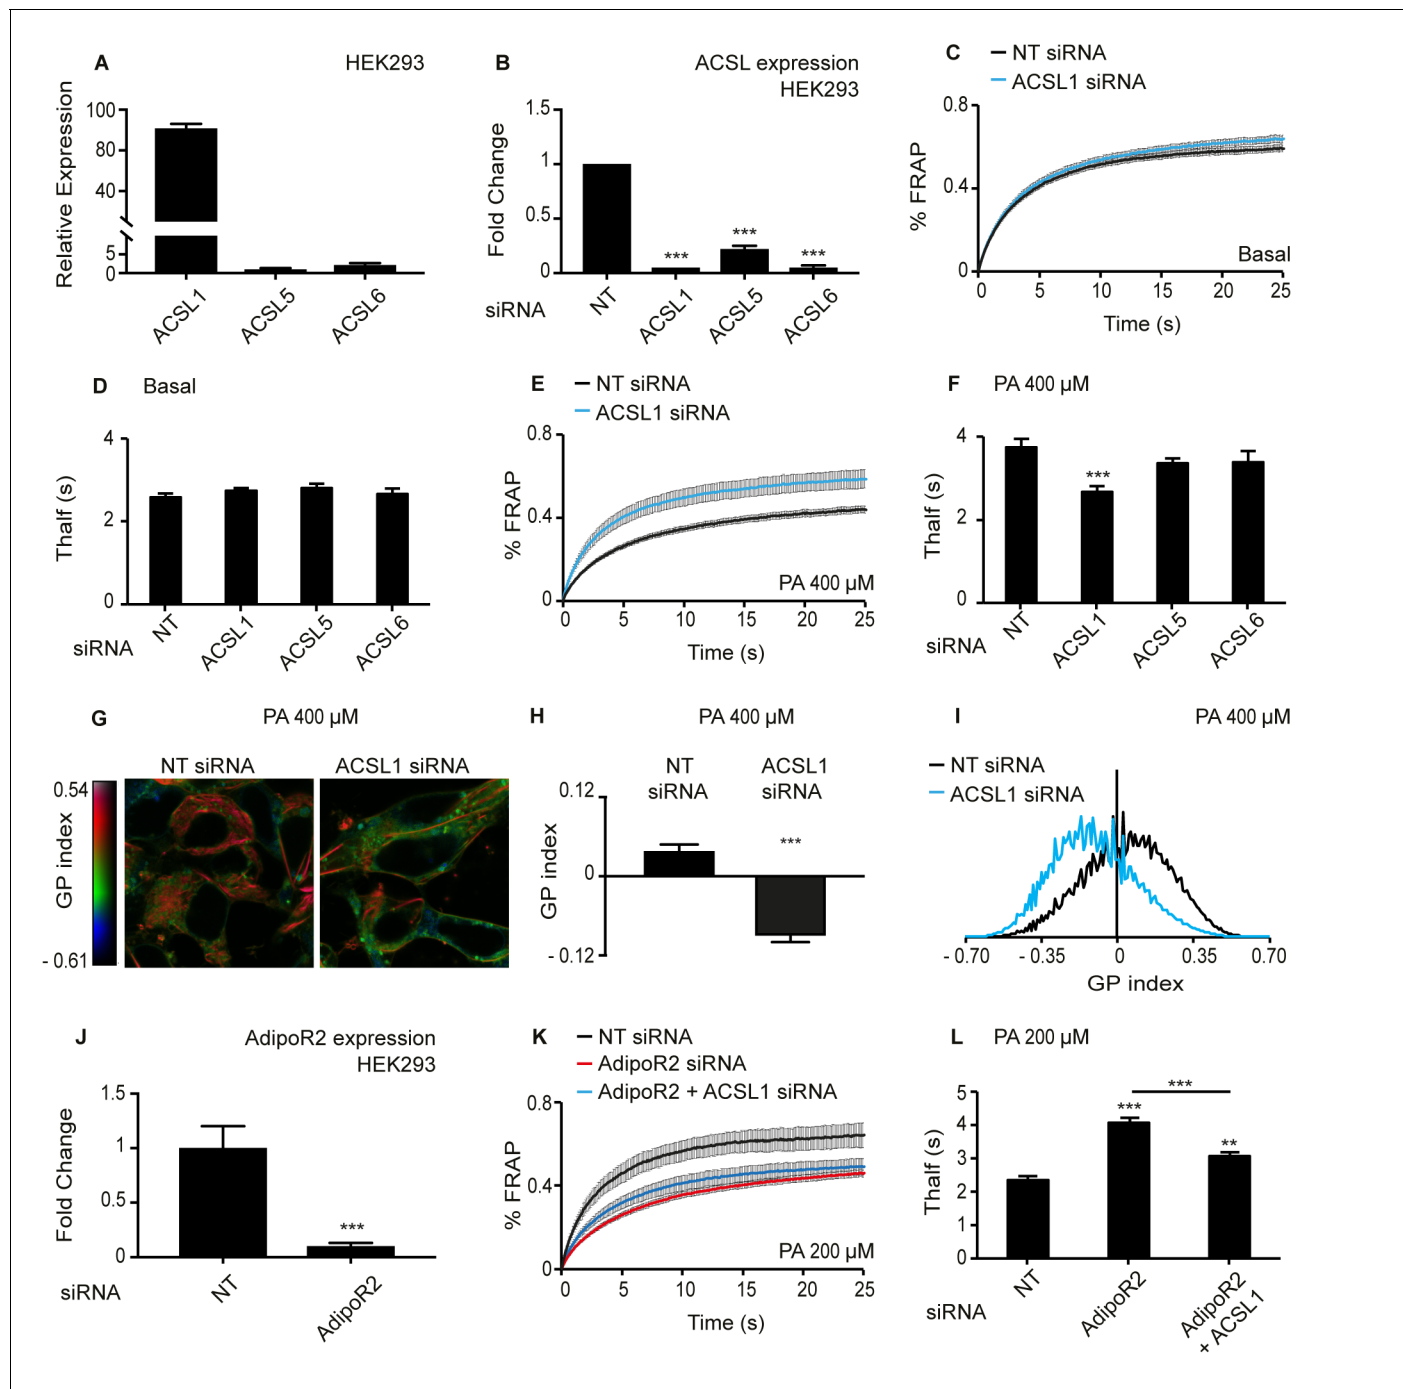 A
HEK293
Relative Expression
100
80
40
5
0
ACSL1
ACSL5
ACSL6
B
ACSL expression
HEK293
Fold Change
1.5
1
0.5
0
***
***
***
siRNA
NT
ACSL1
ACSL5
ACSL6
C
NT siRNA
ACSL1 siRNA
% FRAP
0.8
0.4
0
Basal
0 5 10 15 20 25
Time (s)
D
Basal
Thalf (s)
4
2
0
siRNA
NT
ACSL1
ACSL5
ACSL6
E
NT siRNA
ACSL1 siRNA
% FRAP
0.8
0.4
0
PA 400 µM
0 5 10 15 20 25
Time (s)
F
PA 400 µM
Thalf (s)
4
2
0
***
siRNA
NT
ACSL1
ACSL5
ACSL6
G
PA 400 µM
NT siRNA
ACSL1 siRNA
0.54
GP index
- 0.61
H
PA 400 µM
NT
siRNA
ACSL1
siRNA
GP index
0.12
0
- 0.12
***
I
PA 400 µM
NT siRNA
ACSL1 siRNA
- 0.70 - 0.35 0 0.35 0.70
GP index
J
AdipoR2 expression
HEK293
Fold Change
1.5
1
0.5
0
***
siRNA
NT
AdipoR2
K
NT siRNA
AdipoR2 siRNA
AdipoR2 + ACSL1 siRNA
% FRAP
0.8
0.4
0
PA 200 µM
0 5 10 15 20 25
Time (s)
L
PA 200 µM
Thalf (s)
5
4
3
2
1
0
***
***
**
siRNA
NT
AdipoR2
AdipoR2
+ ACSL1